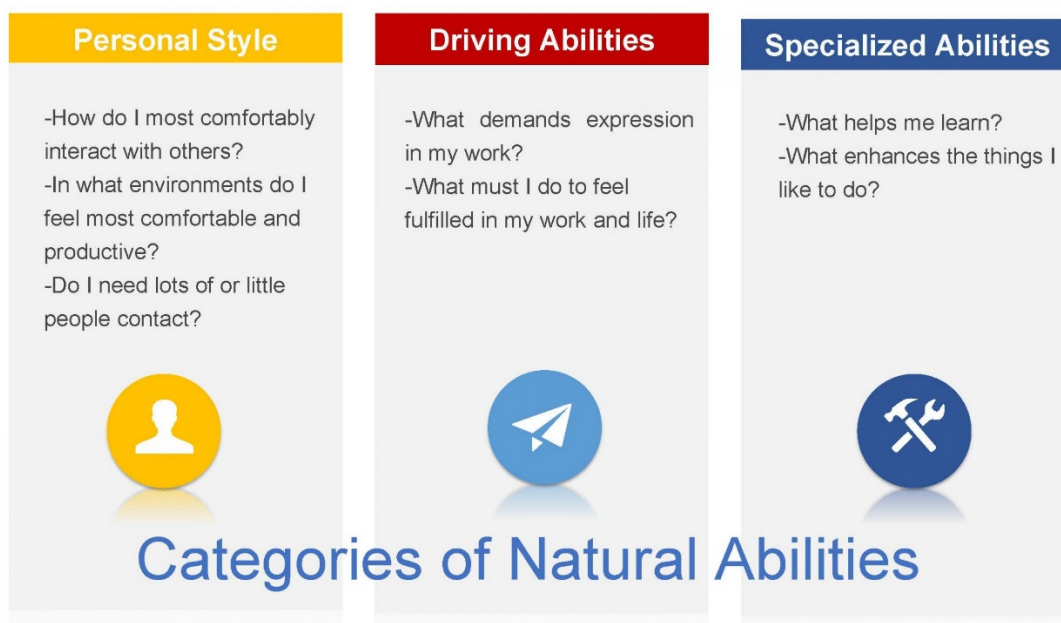 Personal Style
-How do I most comfortably
interact with others?
-In what environments do I
feel most comfortable and
productive?
-Do I need lots of or little
people contact?
Driving Abilities
-What demands expression
in my work?
-What must I do to feel
fulfilled in my work and life?
Specialized Abilities
-What helps me learn?
-What enhances the things I
like to do?
Categories of Natural Abilities